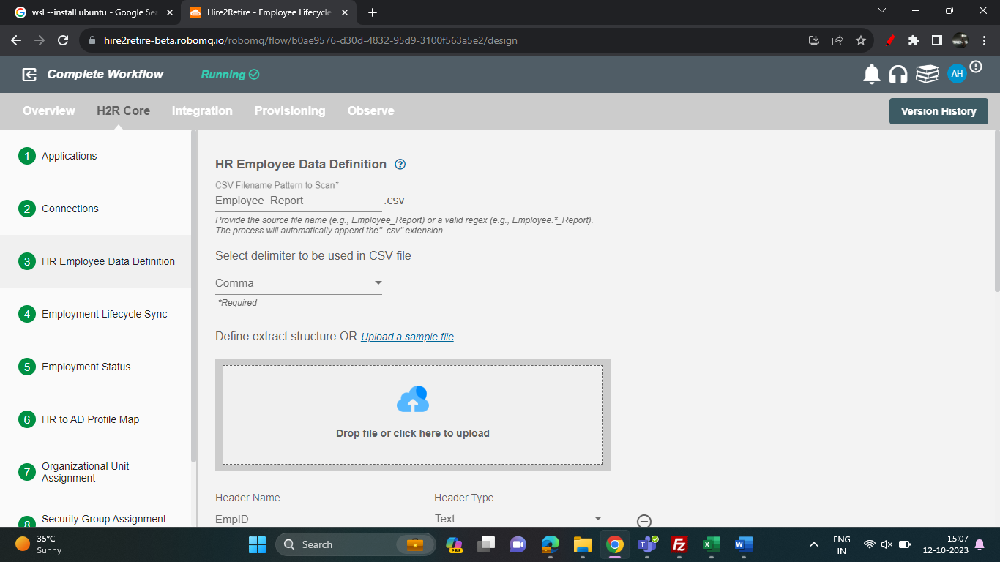 wsl --install ubuntu - Google Se
Hire2Retire - Employee Lifecycle
hire2retire-beta.robomq.io/robomq/flow/b0ae9576-d30d-4832-95d9-3100f563a5e2/design
Complete Workflow
Running
AH
Overview
H2R Core
Integration
Provisioning
Observe
Version History
1 Applications
2 Connections
3 HR Employee Data Definition
4 Employment Lifecycle Sync
5 Employment Status
6 HR to AD Profile Map
7 Organizational Unit
Assignment
8 Security Group Assignment
HR Employee Data Definition ?
CSV Filename Pattern to Scan*
Employee_Report .csv
Provide the source file name (e.g., Employee_Report) or a valid regex (e.g., Employee.*_Report).
The process will automatically append the" .csv" extension.
Select delimiter to be used in CSV file
Comma
*Required
Define extract structure OR Upload a sample file
Drop file or click here to upload
Header Name Header Type
EmpID Text
35°C
Sunny
Search
PRE
ENG
IN
15:07
12-10-2023